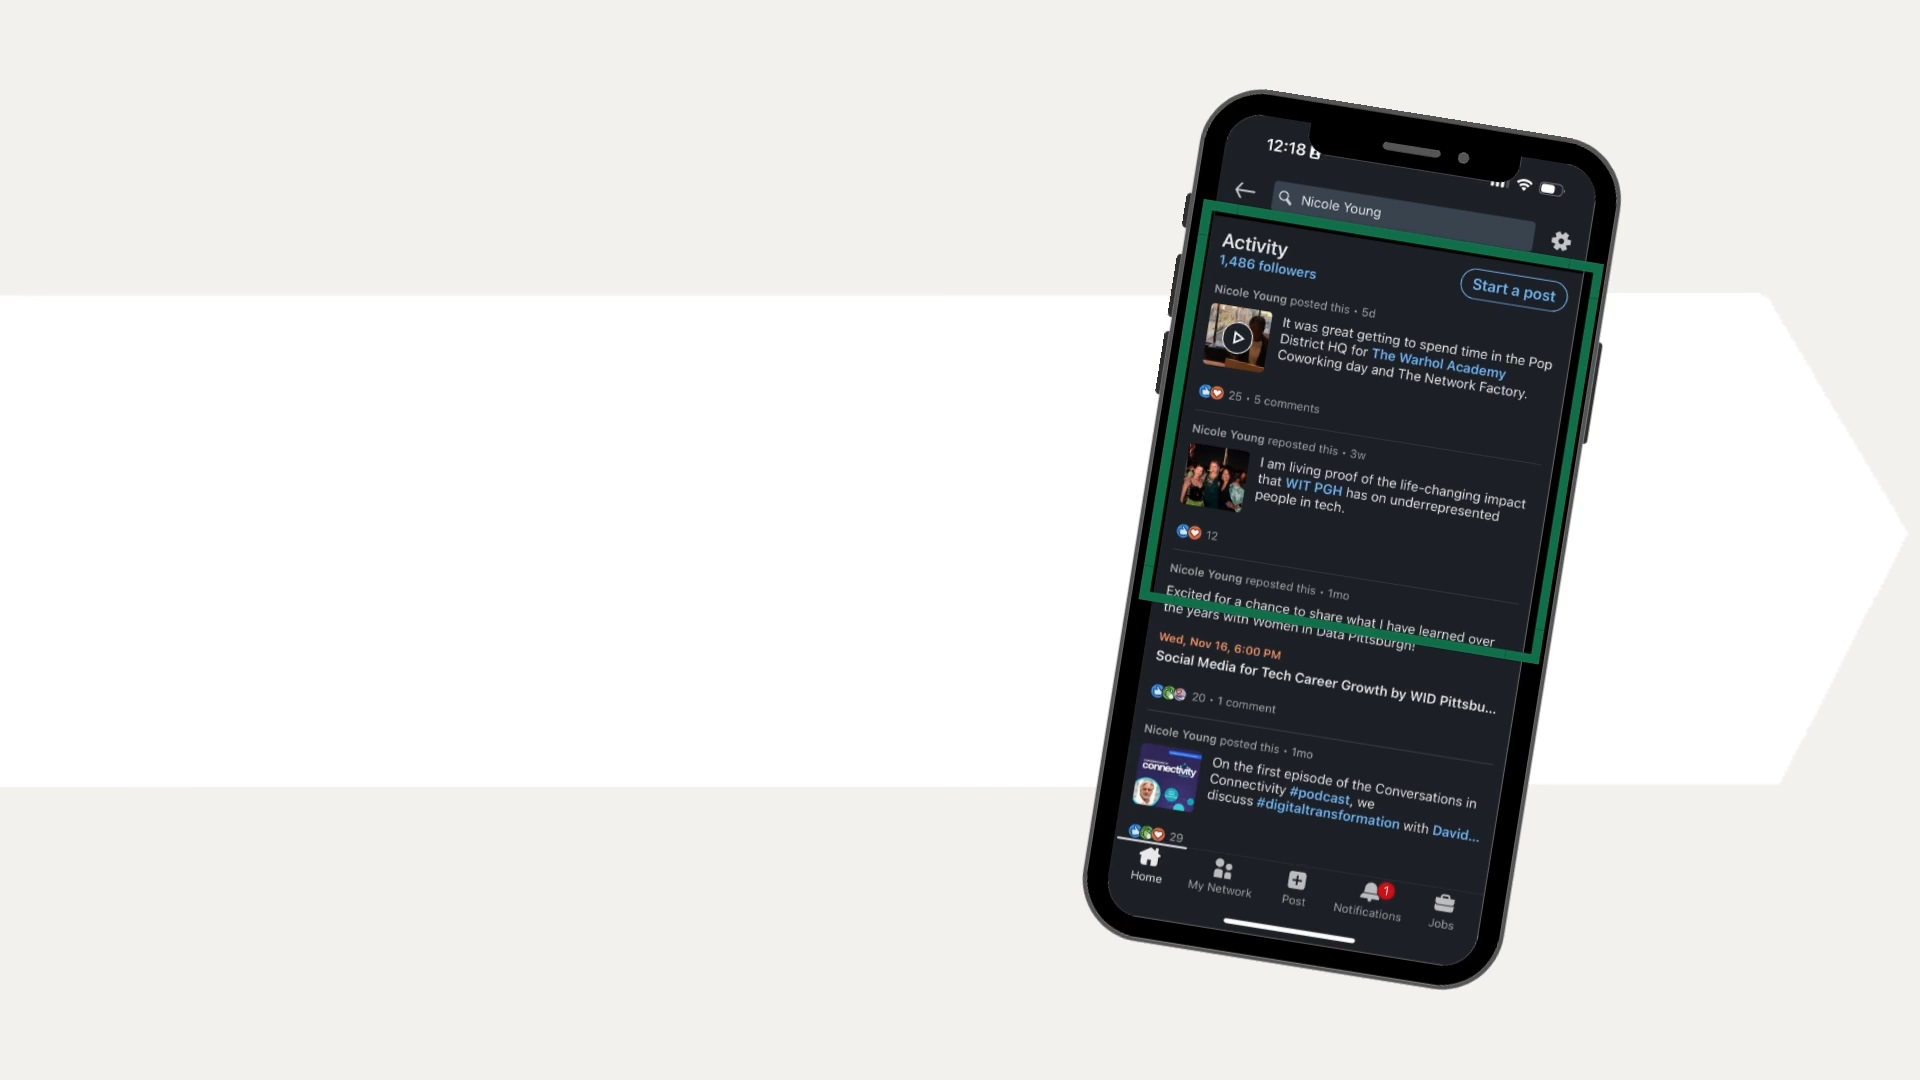 12:18
Nicole Young
Activity
1,486 followers
Start a post
Nicole Young posted this • 5d
It was great getting to spend time in the Pop
District HQ for The Warhol Academy
Coworking day and The Network Factory.
25 • 5 comments
Nicole Young reposted this • 3w
I am living proof of the life-changing impact
that WIT PGH has on underrepresented
people in tech.
12
Nicole Young reposted this • 1mo
Excited for a chance to share what I have learned over
the years with Women in Data Pittsburgh!
Wed, Nov 16, 6:00 PM
Social Media for Tech Career Growth by WID Pittsbu...
20 • 1 comment
Nicole Young posted this • 1mo
connectivity
On the first episode of the Conversations in
Connectivity #podcast, we
discuss #digitaltransformation with David...
29
Home
My Network
Post
1
Notifications
Jobs